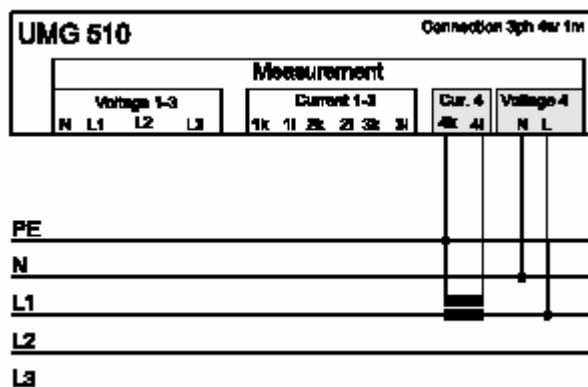 UMG 510 Connection 3ph 4w 1m
Measurement
Voltage 1-3 Current 1-3 Cur. 4 Voltage 4
N L1 L2 L3 1k 1l 2k 2l 3k 3l 4k 4l N L
PE
N
L1
L2
L3